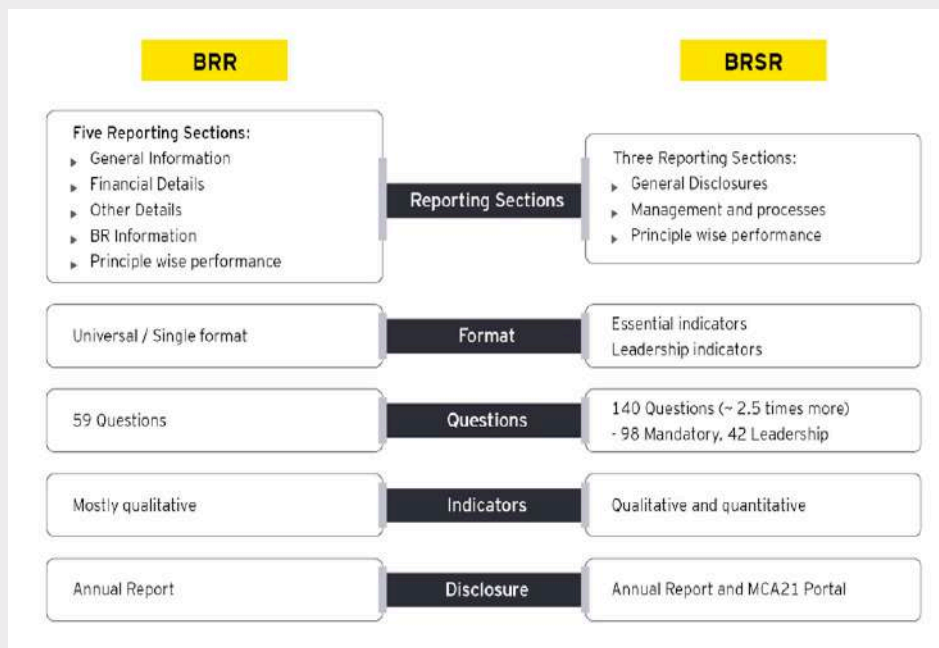 BRR
BRSR
Five Reporting Sections:
General Information
Financial Details
Other Details
BR Information
Principle wise performance
Reporting Sections
Three Reporting Sections:
General Disclosures
Management and processes
Principle wise performance
Universal / Single format
Format
Essential indicators
Leadership indicators
59 Questions
Questions
140 Questions (~ 2.5 times more)
- 98 Mandatory, 42 Leadership
Mostly qualitative
Indicators
Qualitative and quantitative
Annual Report
Disclosure
Annual Report and MCA21 Portal